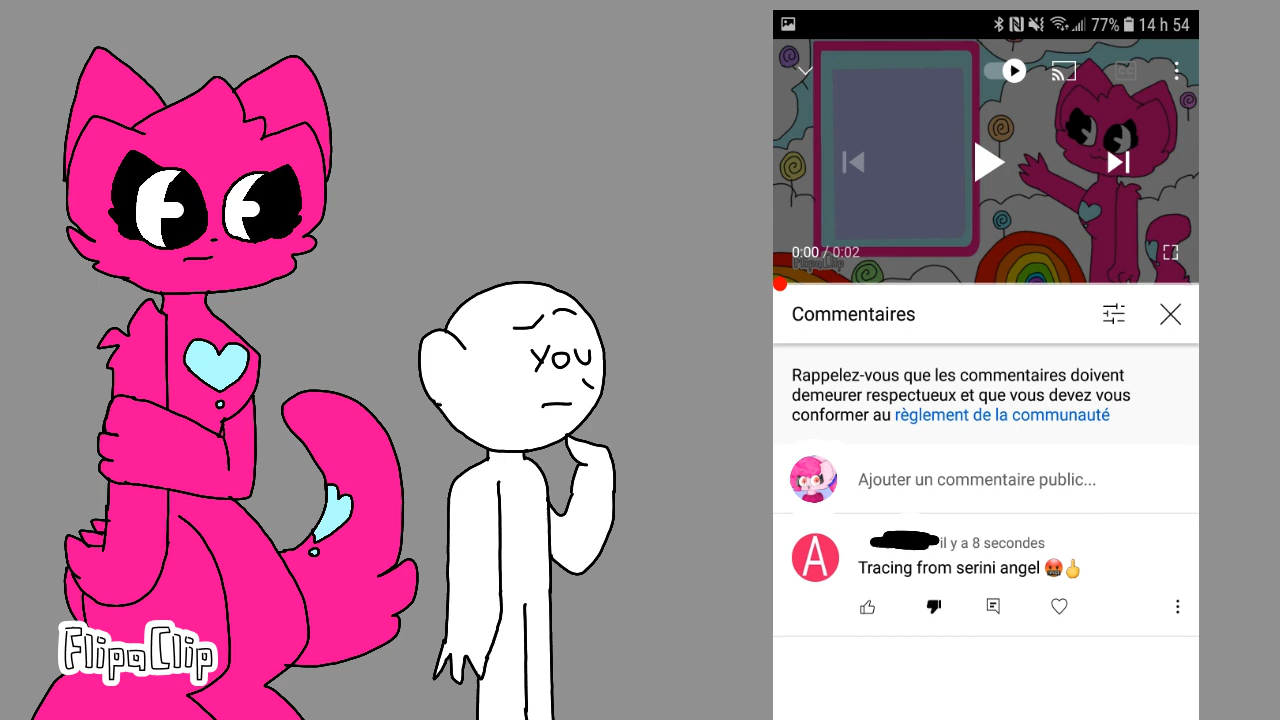 You
FlipaClip
77% 14 h 54
0:00 / 0:02
FlipaClip
Commentaires
Rappelez-vous que les commentaires doivent
demeurer respectueux et que vous devez vous
conformer au règlement de la communauté
Ajouter un commentaire public...
A
il y a 8 secondes
Tracing from serini angel 🤬🖕